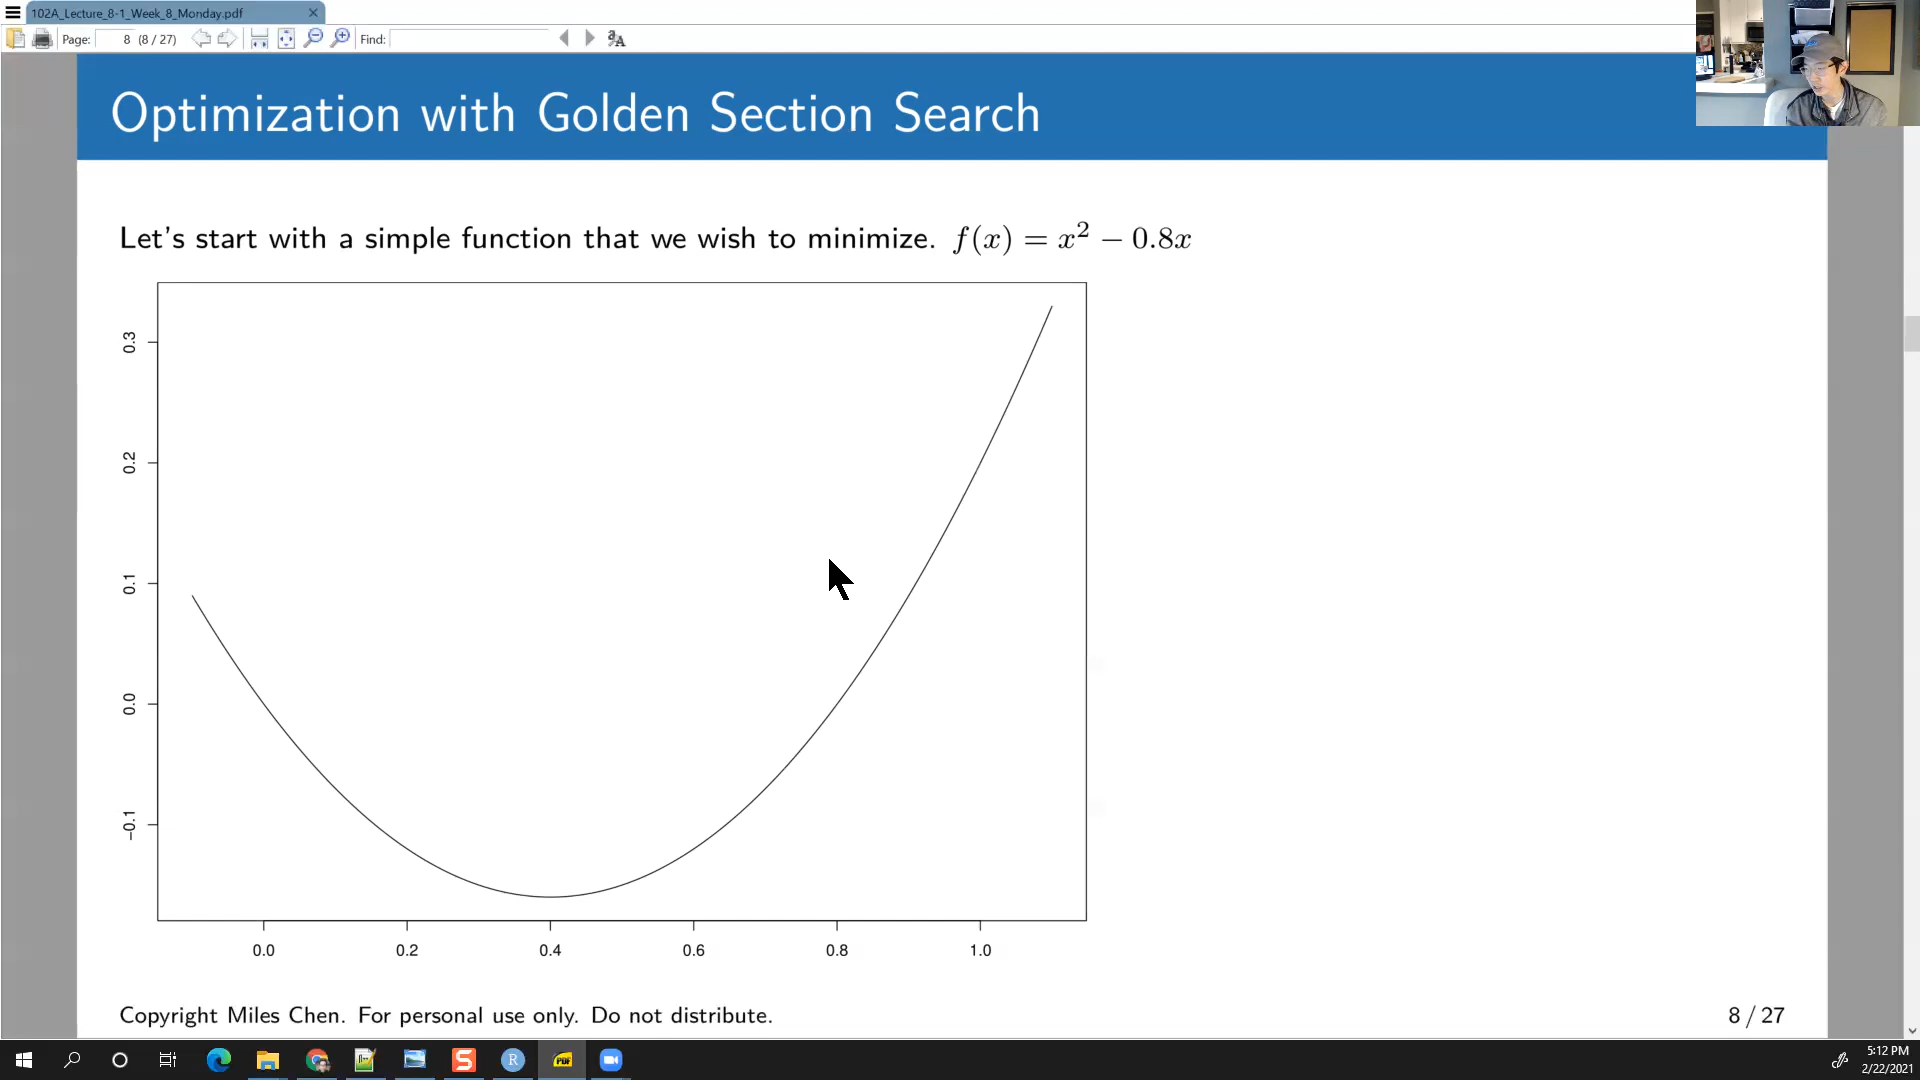 102A_Lecture_8-1_Week_8_Monday.pdf
Page: 8 (8 / 27) Find:
Optimization with Golden Section Search
Let's start with a simple function that we wish to minimize. f(x) = x² − 0.8x
0.3
0.2
0.1
0.0
−0.1
0.0 0.2 0.4 0.6 0.8 1.0
Copyright Miles Chen. For personal use only. Do not distribute.
8 / 27
5:12 PM
2/22/2021